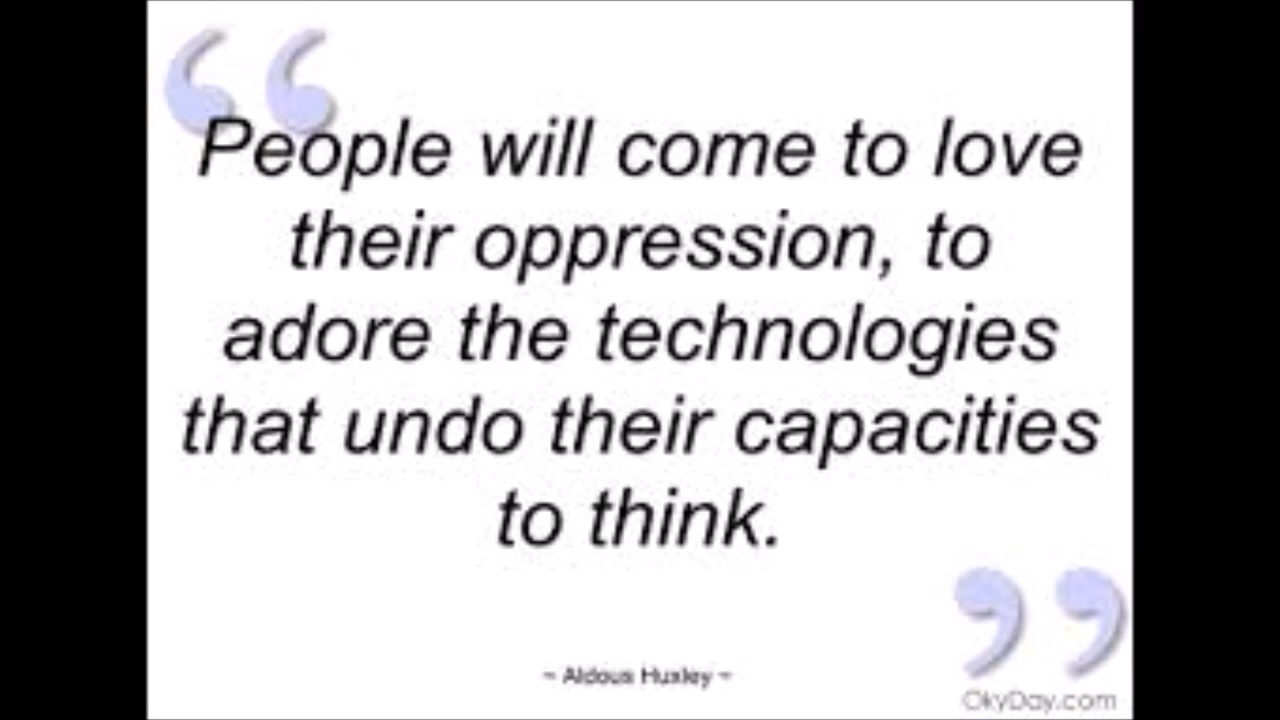 “
People will come to love
their oppression, to
adore the technologies
that undo their capacities
to think.
”
~ Aldous Huxley ~
OkyDay.com